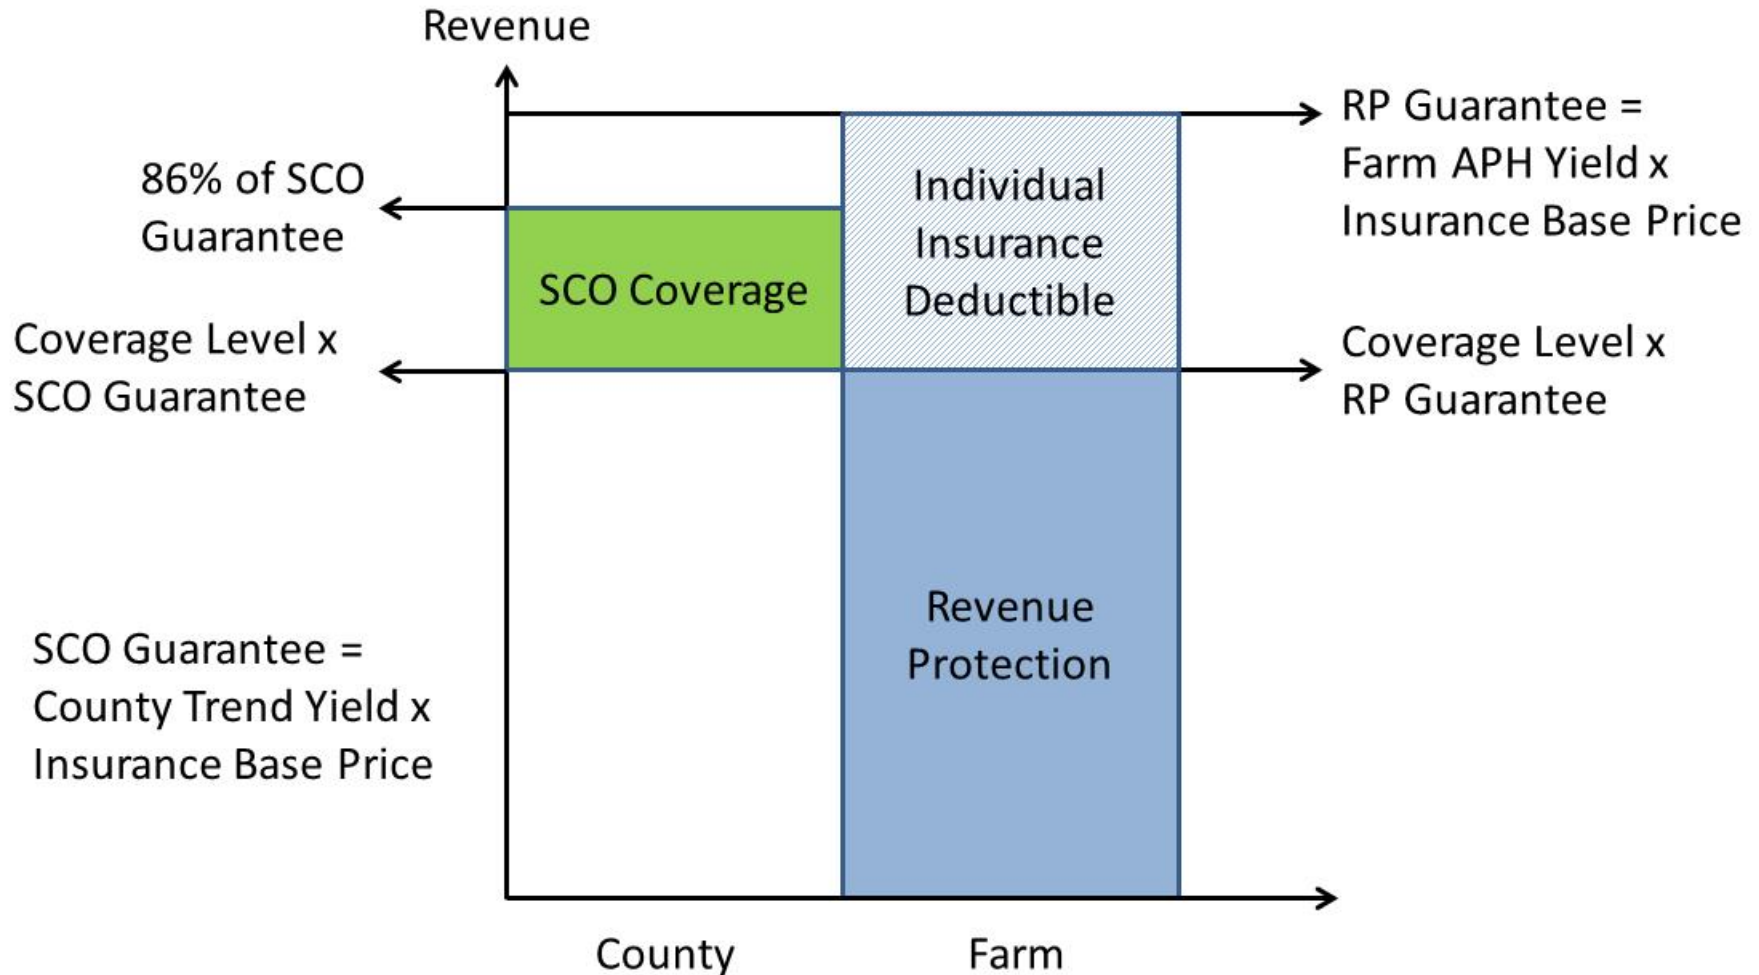 Revenue
RP Guarantee =
Farm APH Yield x
Insurance Base Price
86% of SCO
Guarantee
Individual
Insurance
Deductible
SCO Coverage
Coverage Level x
SCO Guarantee
Coverage Level x
RP Guarantee
Revenue
Protection
SCO Guarantee =
County Trend Yield x
Insurance Base Price
County
Farm